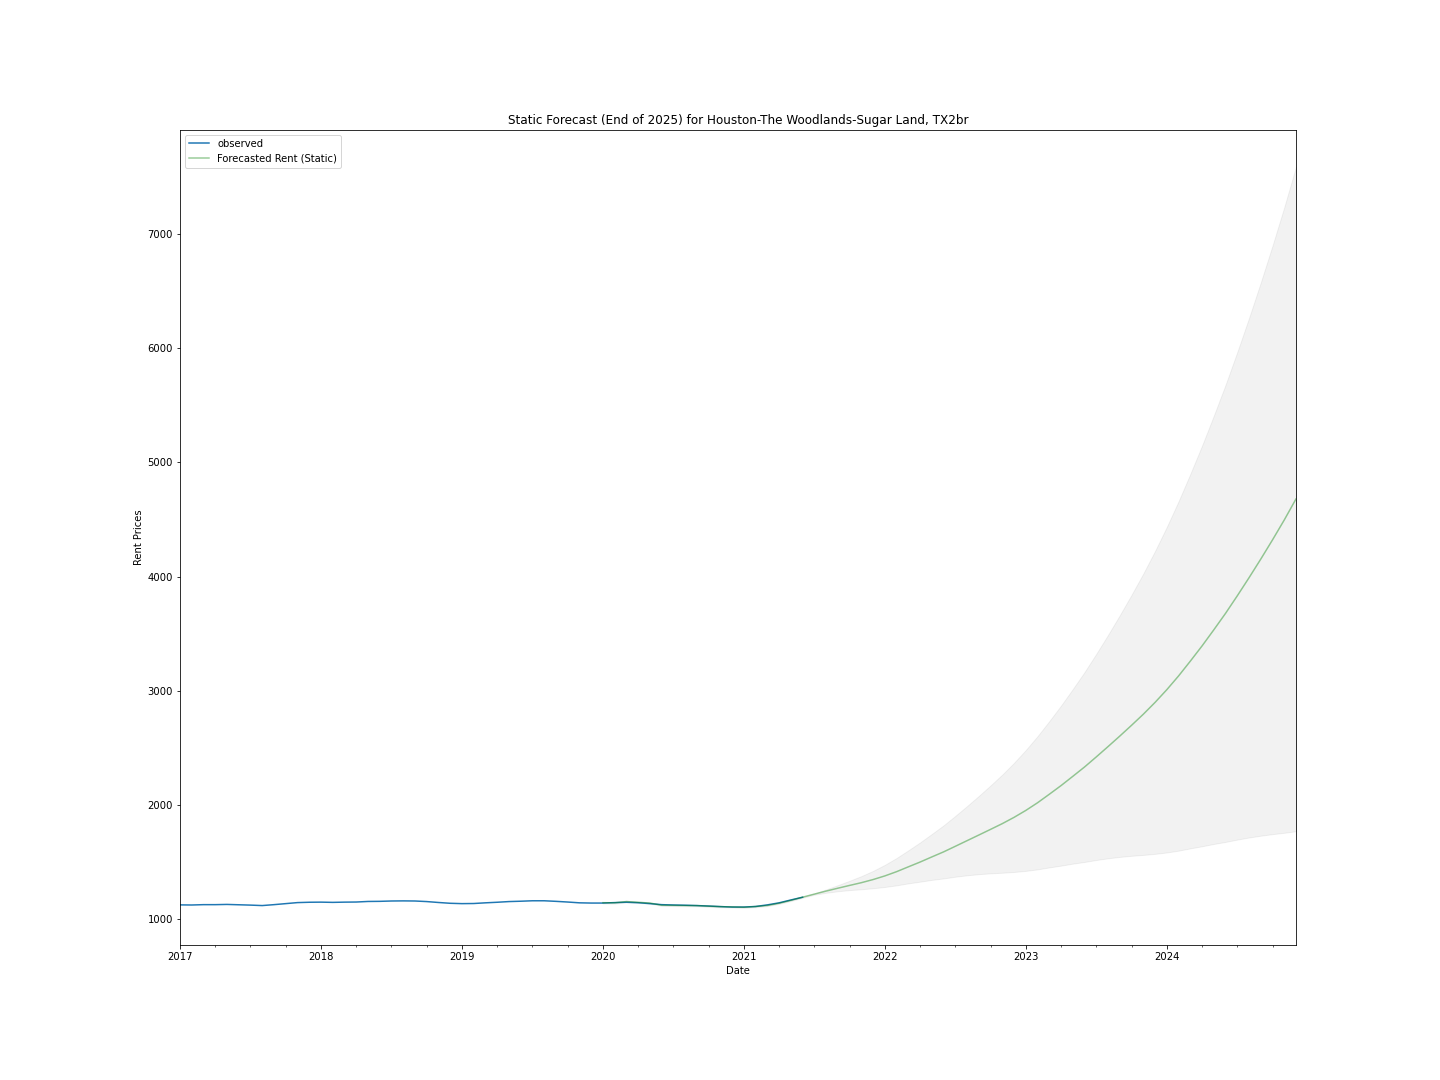 Static Forecast (End of 2025) for Houston-The Woodlands-Sugar Land, TX2br
observed
Forecasted Rent (Static)
7000
6000
5000
4000
3000
2000
1000
Rent Prices
2017 2018 2019 2020 2021 2022 2023 2024
Date